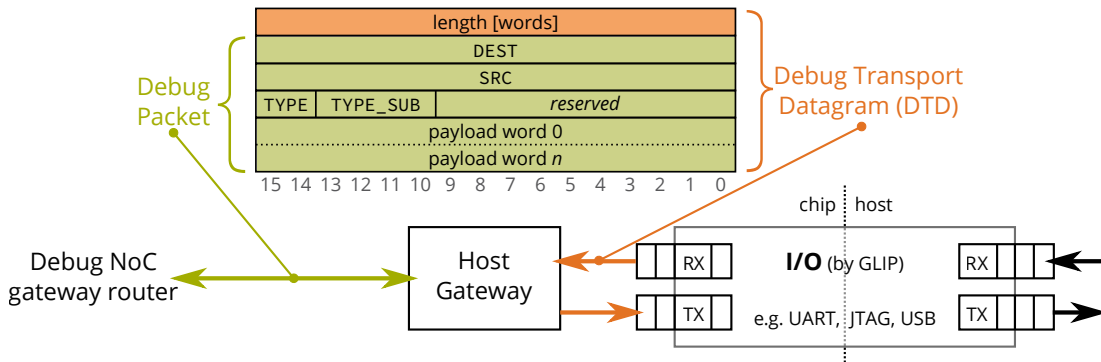 length [words]
DEST
SRC
TYPE TYPE_SUB reserved
payload word 0
payload word n
15 14 13 12 11 10 9 8 7 6 5 4 3 2 1 0
Debug
Packet
Debug Transport
Datagram (DTD)
chip host
Debug NoC
gateway router
Host
Gateway
RX I/O (by GLIP) RX
TX e.g. UART, JTAG, USB TX